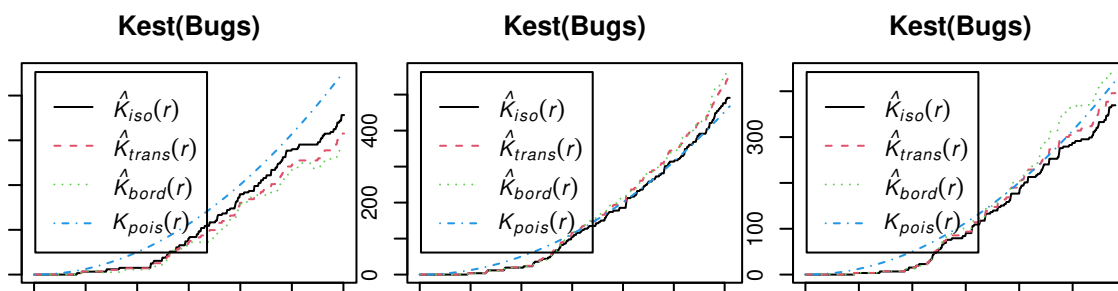 Kest(Bugs)
K̂iso(r)
K̂trans(r)
K̂bord(r)
Kpois(r)
Kest(Bugs)
0 200 400
K̂iso(r)
K̂trans(r)
K̂bord(r)
Kpois(r)
Kest(Bugs)
0 100 300
K̂iso(r)
K̂trans(r)
K̂bord(r)
Kpois(r)